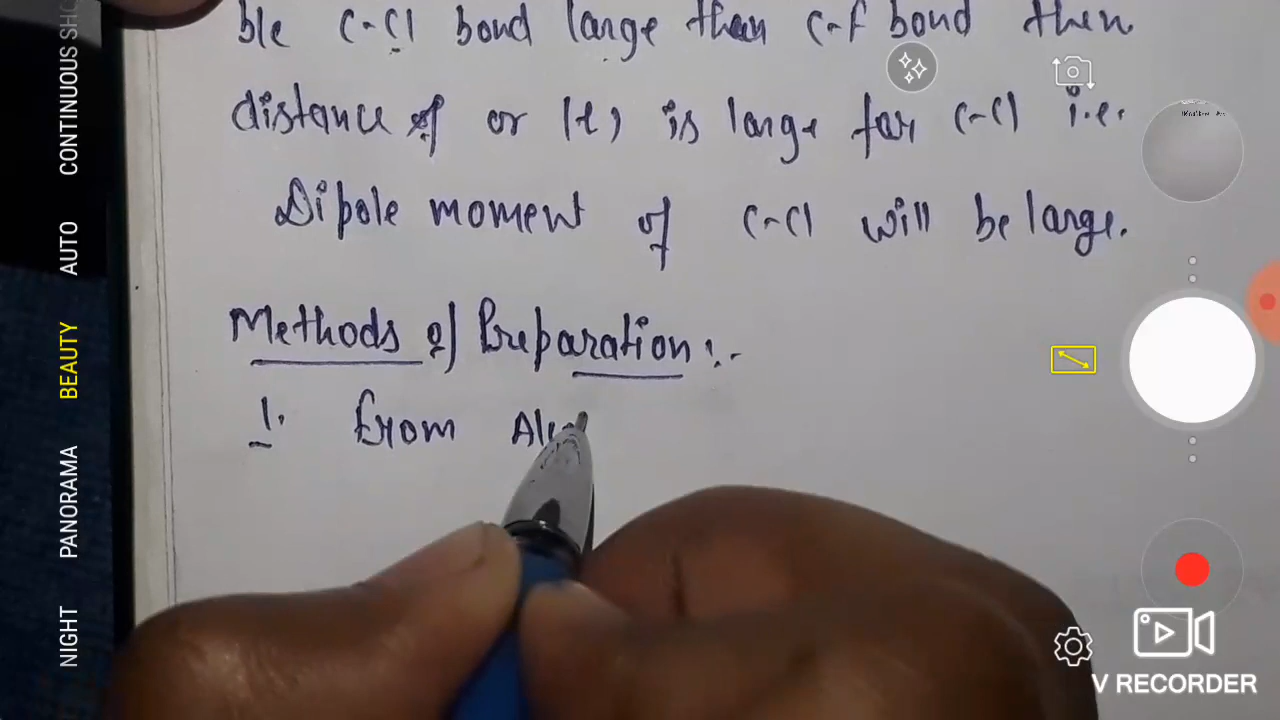 ble C-Cl bond large than C-F bond then
distance of or (r) is large for C-Cl i.e.
Dipole moment of C-Cl will be large.
Methods of Preparation :-
1. From
CONTINUOUS
AUTO
BEAUTY
PANORAMA
NIGHT
V RECORDER